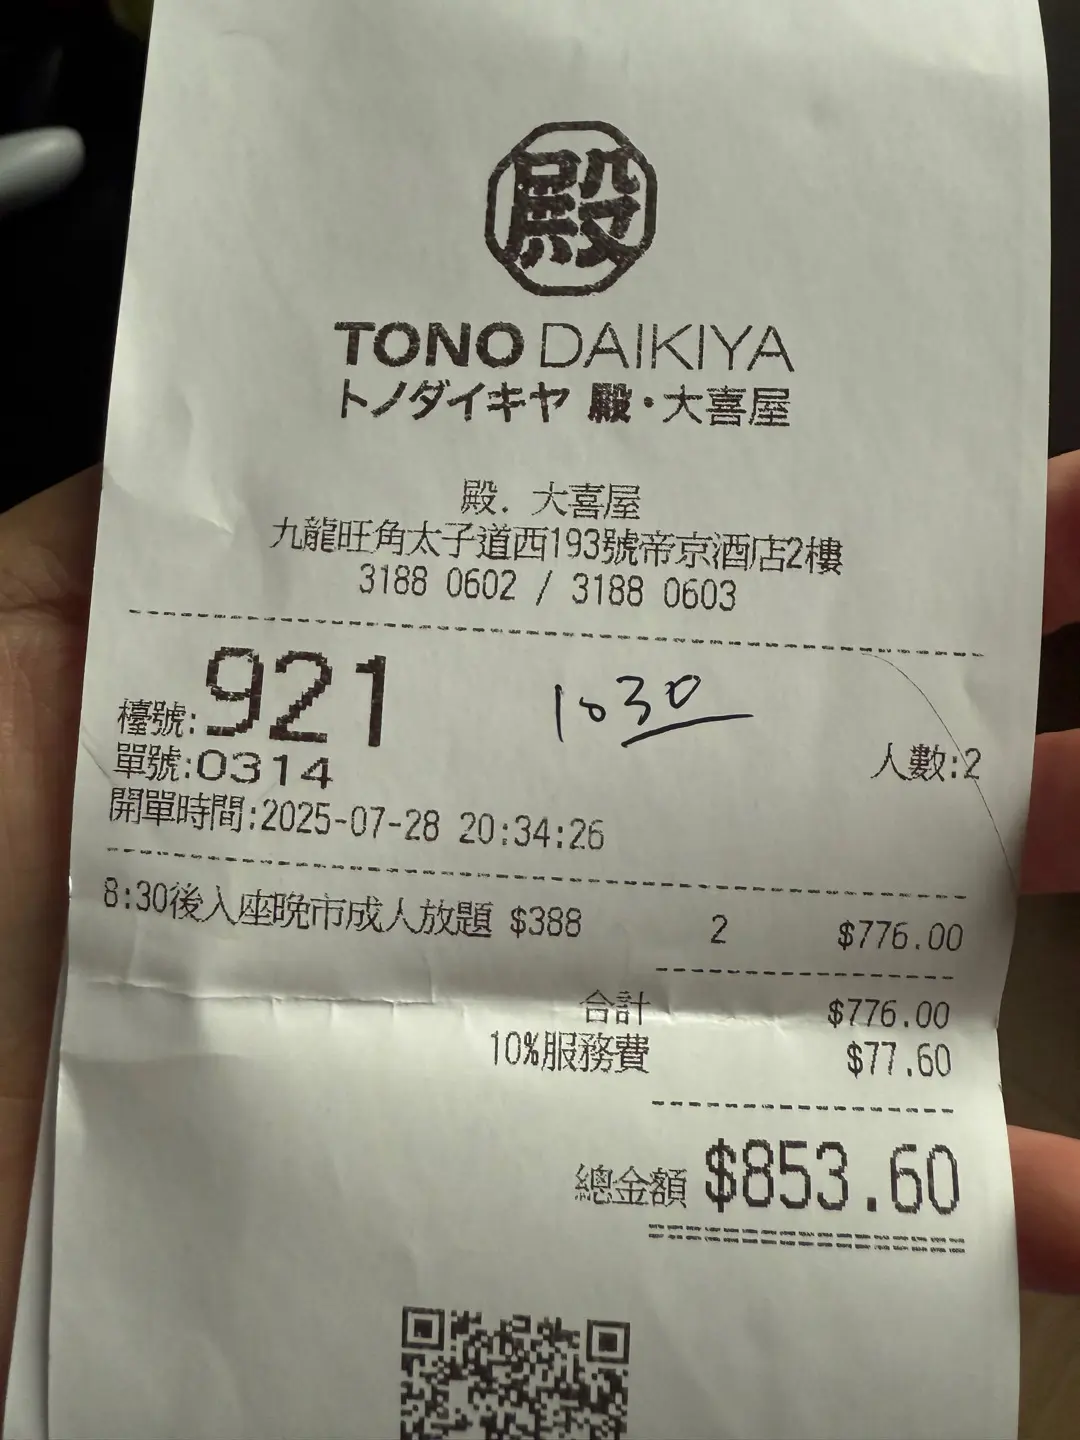 殿
TONO DAIKIYA
トノダイキヤ 殿・大喜屋
殿. 大喜屋
九龍旺角太子道西193號帝京酒店2樓
3188 0602 / 3188 0603
檯號:921
1030
人數:2
單號:0314
開單時間:2025-07-28 20:34:26
8:30後入座晚市成人放題 $388 2 $776.00
合計 $776.00
10%服務費 $77.60
總金額 $853.60